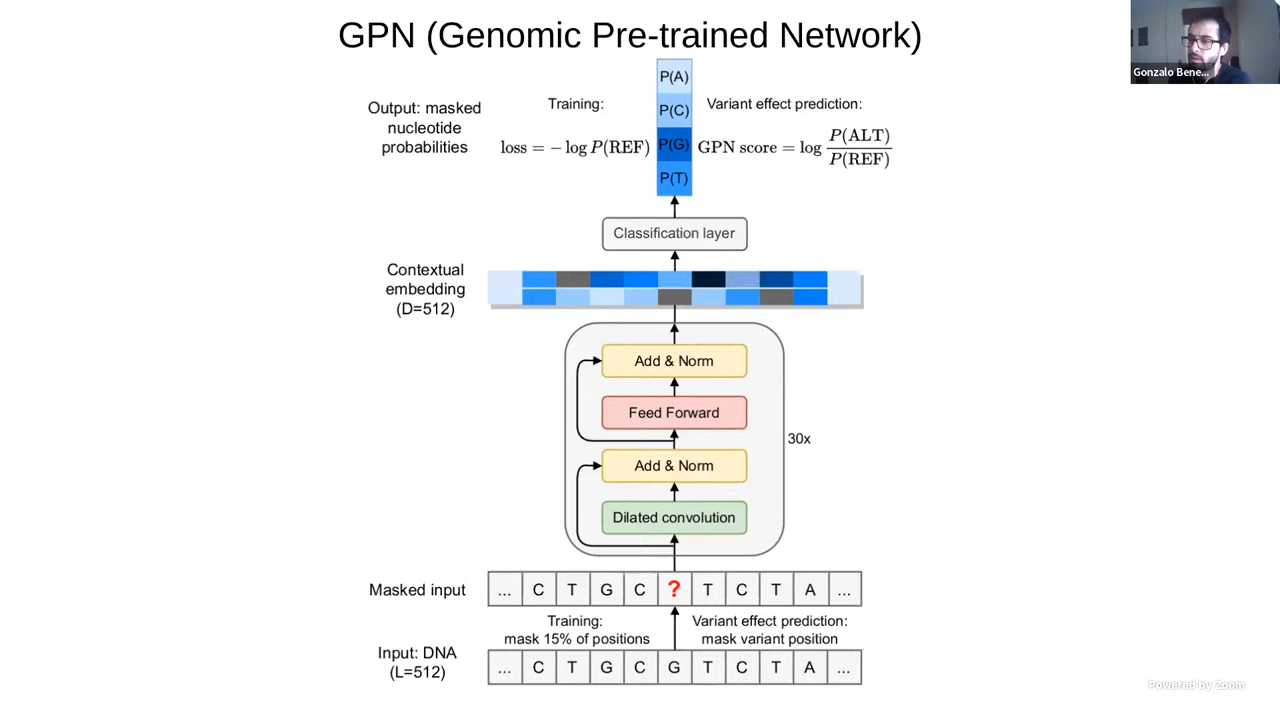 GPN (Genomic Pre-trained Network)
Gonzalo Bene...
Output: masked
nucleotide
probabilities
Training:
loss = − log P(REF)
P(A)
P(C)
P(G)
P(T)
Variant effect prediction:
GPN score = log P(ALT) / P(REF)
Classification layer
Contextual
embedding
(D=512)
Add & Norm
Feed Forward
30x
Add & Norm
Dilated convolution
Masked input
... C T G C ? T C T A ...
Training:
mask 15% of positions
Variant effect prediction:
mask variant position
Input: DNA
(L=512)
... C T G C G T C T A ...
Powered by Zoom